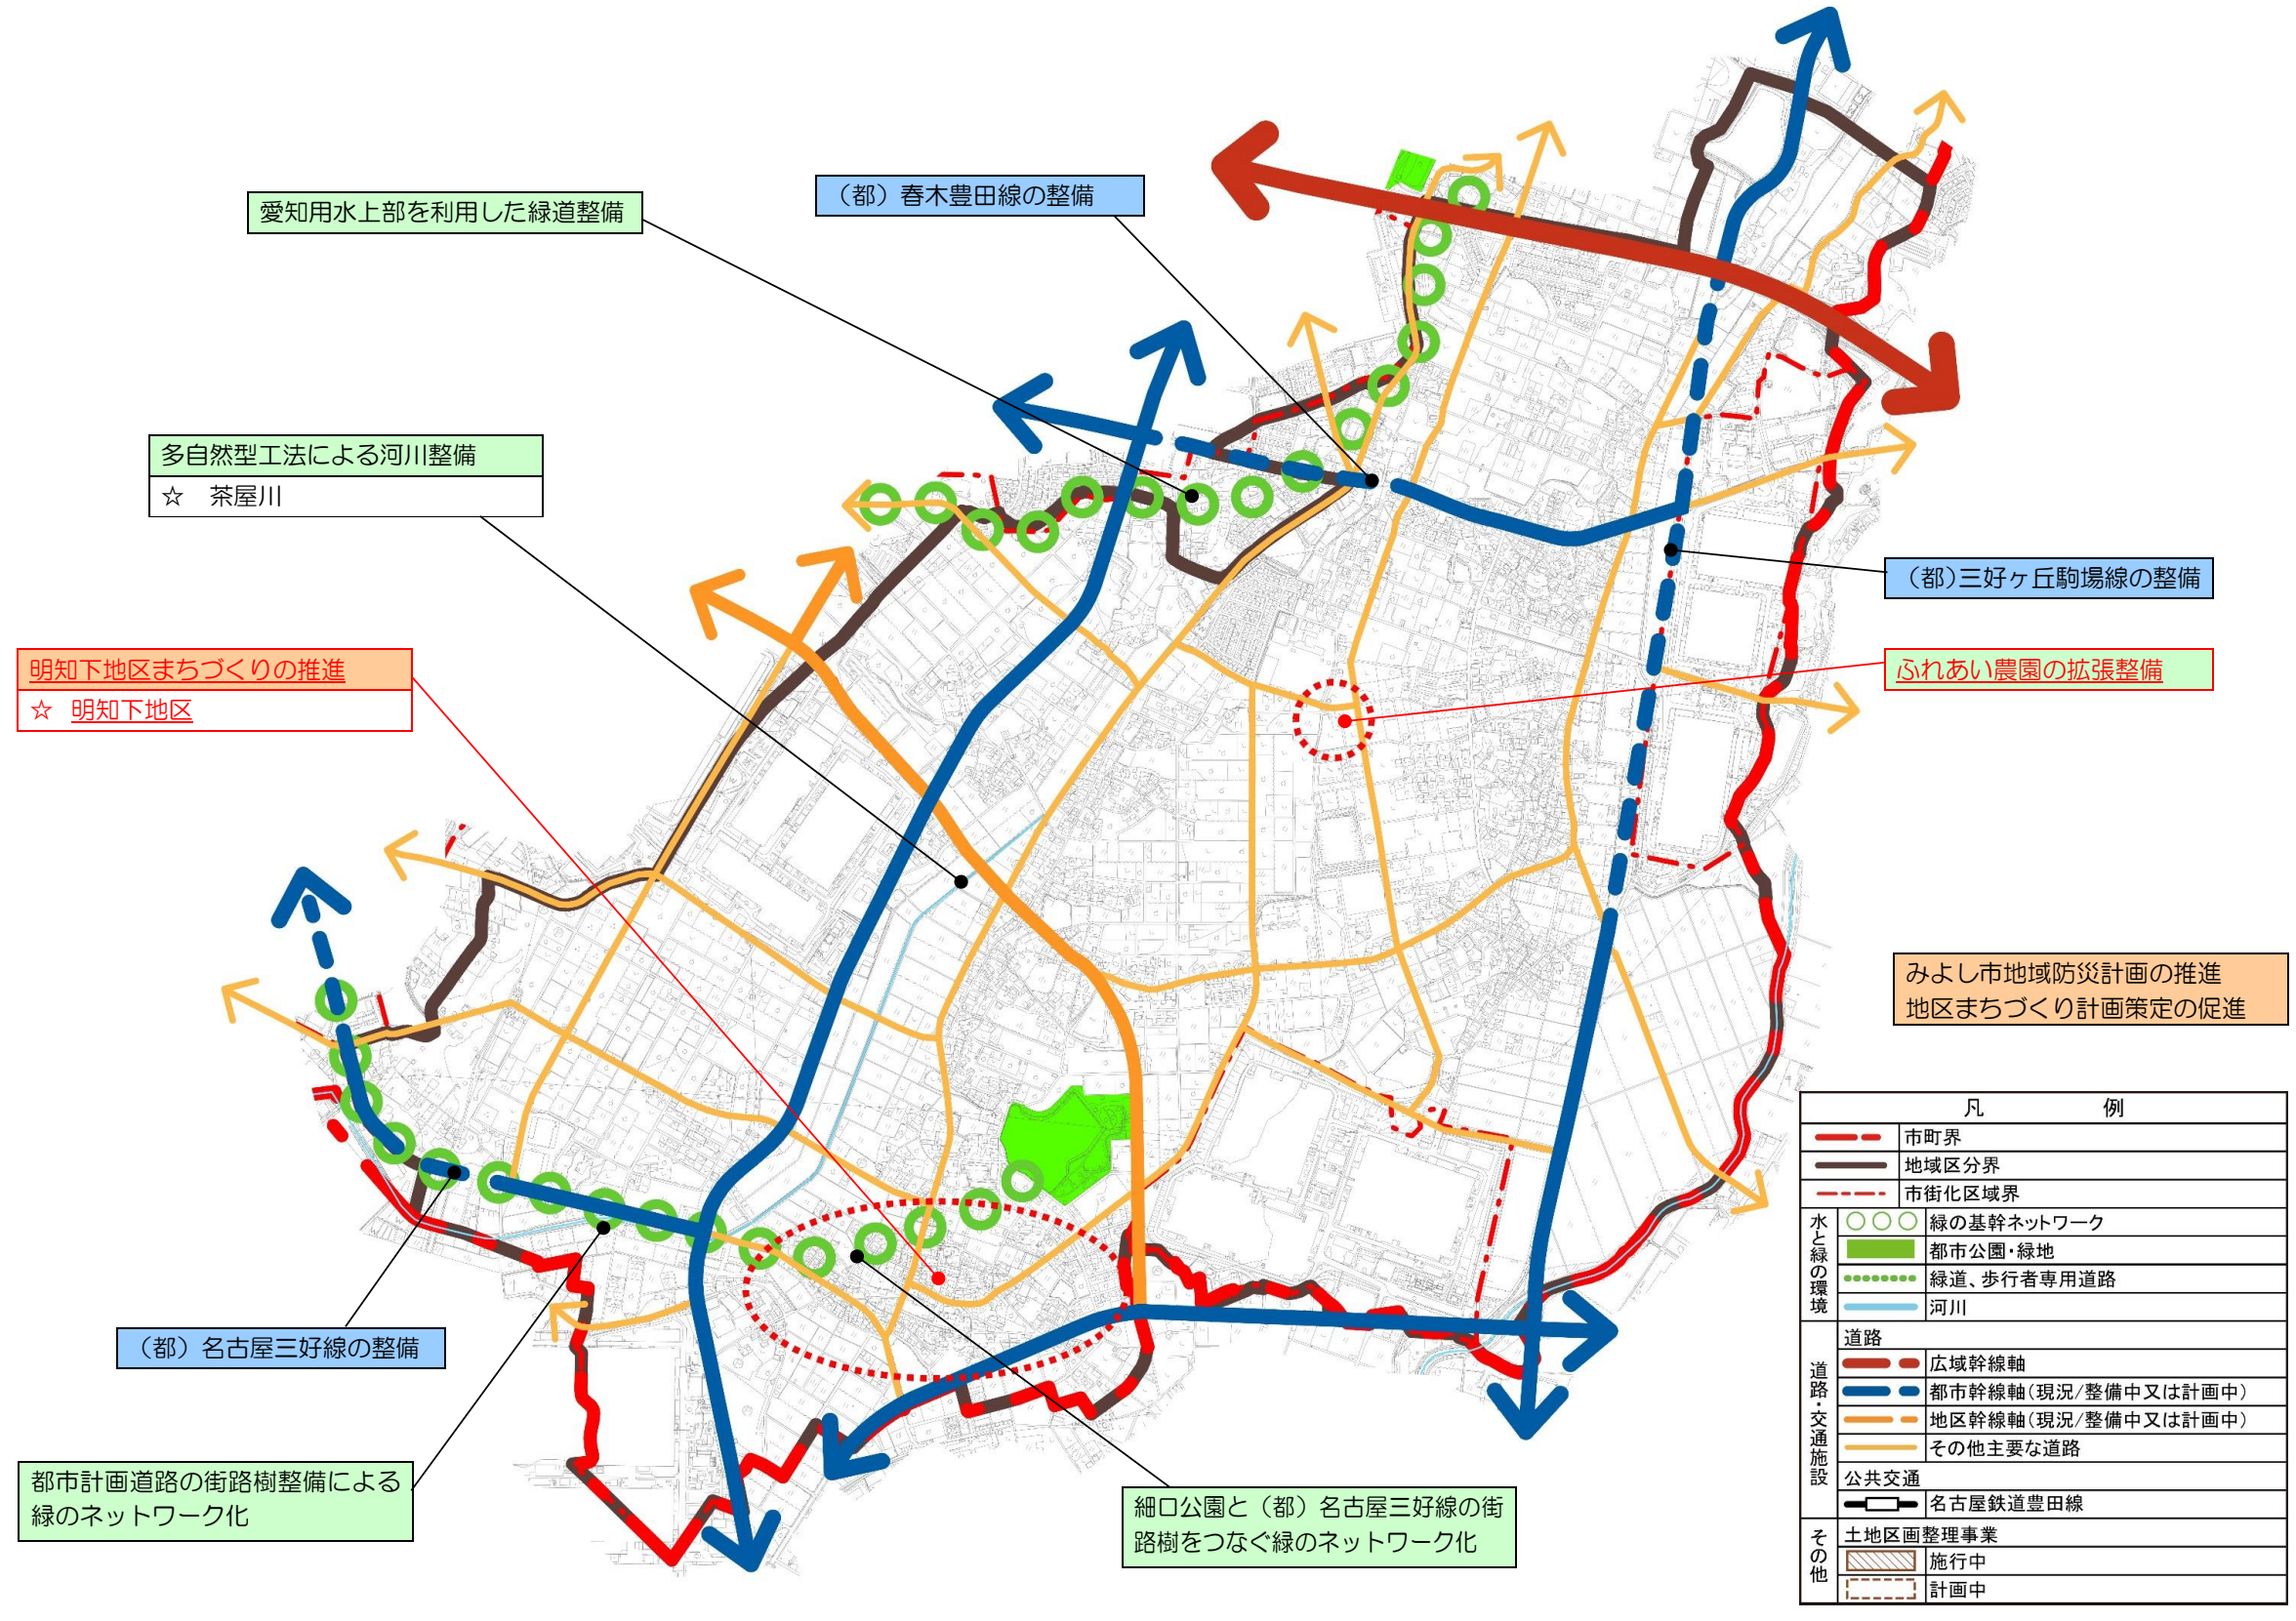 （都）春木豊田線の整備
愛知用水上部を利用した緑道整備
多自然型工法による河川整備
☆　茶屋川
（都）三好ヶ丘駒場線の整備
明知下地区まちづくりの推進
☆　明知下地区
ふれあい農園の拡張整備
みよし市地域防災計画の推進
地区まちづくり計画策定の促進
（都）名古屋三好線の整備
都市計画道路の街路樹整備による
緑のネットワーク化
細口公園と（都）名古屋三好線の街
路樹をつなぐ緑のネットワーク化
凡　例
市町界
地域区分界
市街化区域界
水と緑の環境
緑の基幹ネットワーク
都市公園・緑地
緑道、歩行者専用道路
河川
道路・交通施設
道路
広域幹線軸
都市幹線軸（現況/整備中又は計画中）
地区幹線軸（現況/整備中又は計画中）
その他主要な道路
公共交通
名古屋鉄道豊田線
その他
土地区画整理事業
施行中
計画中